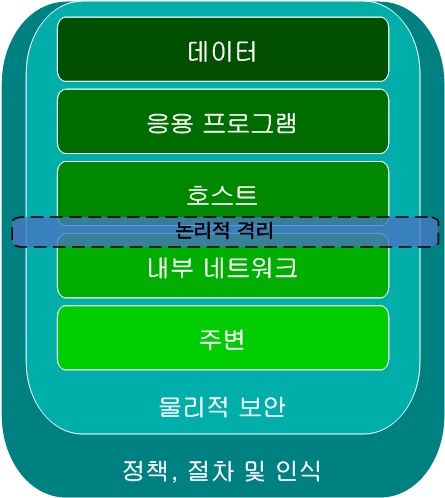 데이터
응용 프로그램
호스트
논리적 격리
내부 네트워크
주변
물리적 보안
정책, 절차 및 인식